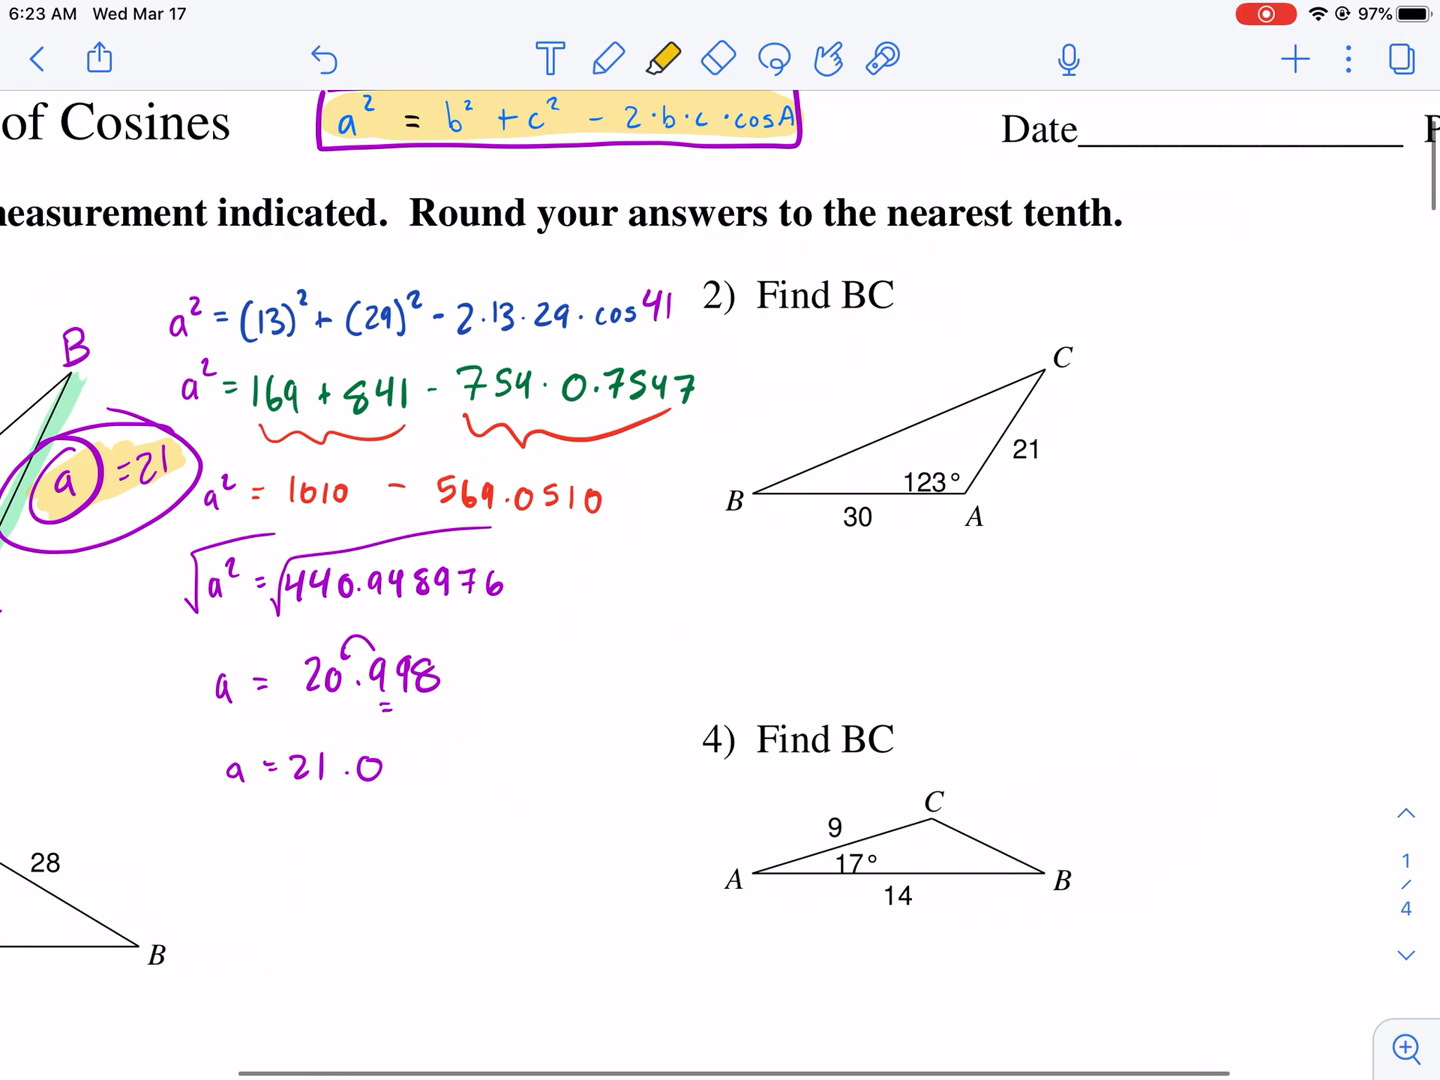 6:23 AM Wed Mar 17
97%
of Cosines
a² = b² + c² - 2·b·c·cosA
Date
indicated. Round your answers to the nearest tenth.
a² = (13)² + (29)² - 2·13·29·cos41
a² = 169 + 841 - 754·0.7547
a² = 1010 - 569.0510
√a² = √440.948976
a = 20.998
a = 21.0
B
a = 21
28
B
2) Find BC
C
21
123°
B
30
A
4) Find BC
C
9
17°
A
B
14
1
/
4